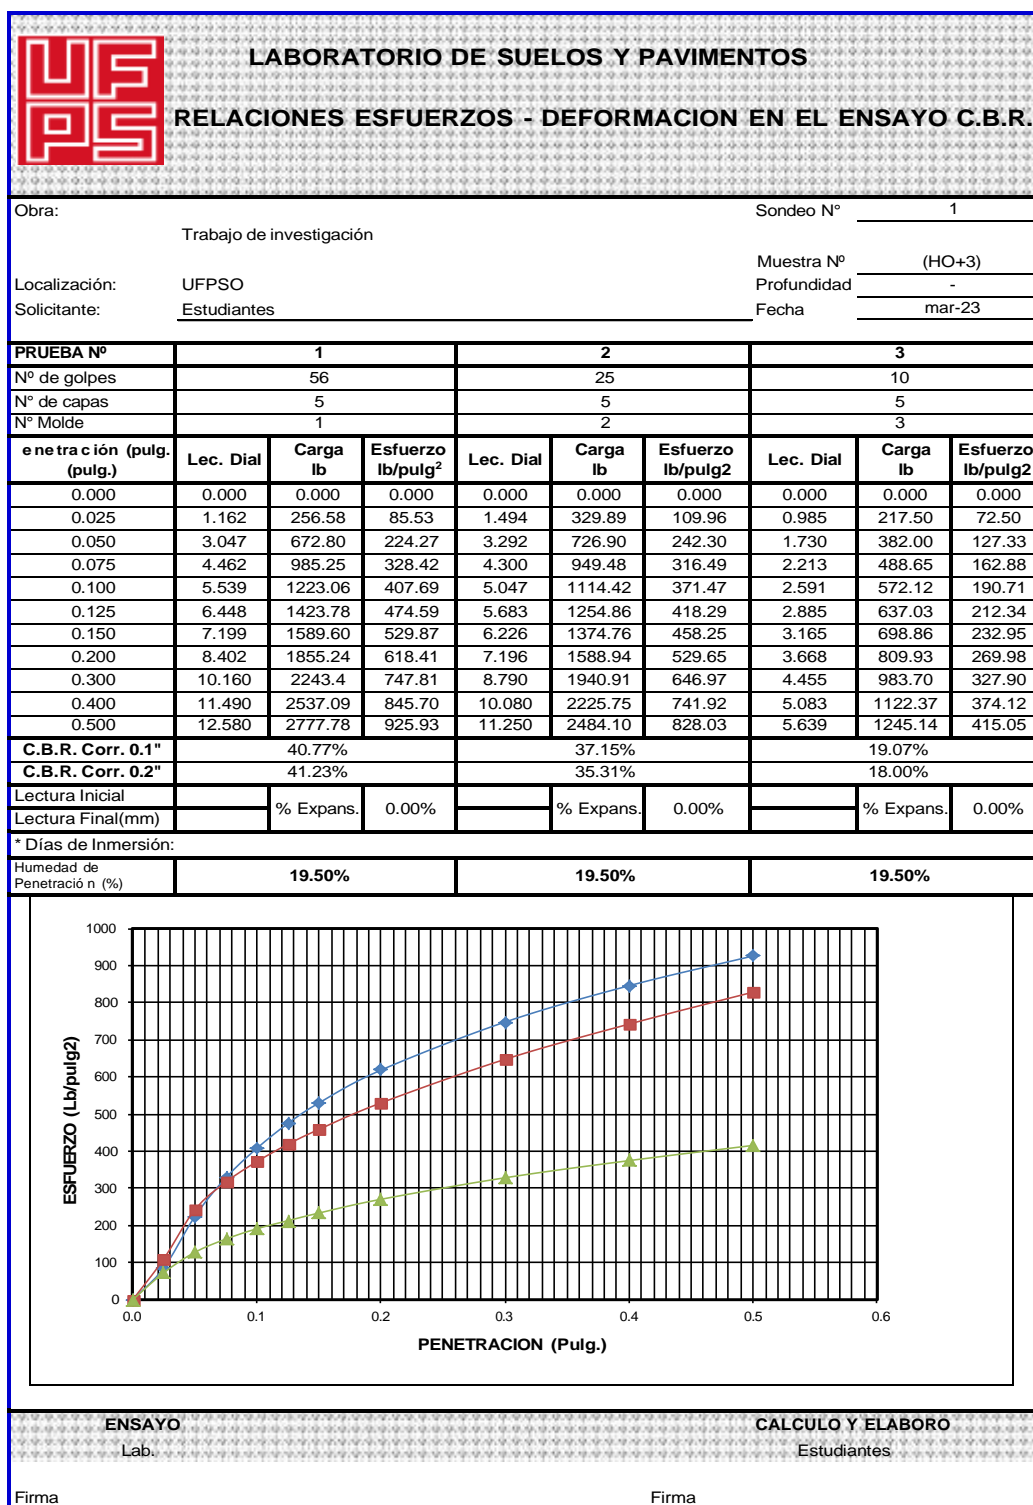 UFPS
LABORATORIO DE SUELOS Y PAVIMENTOS
RELACIONES ESFUERZOS - DEFORMACION EN EL ENSAYO C.B.R.
Obra: Sondeo N° 1
Trabajo de investigación
Muestra Nº (HO+3)
Localización: UFPSO Profundidad -
Solicitante: Estudiantes Fecha mar-23
PRUEBA Nº 1 2 3
Nº de golpes 56 25 10
N° de capas 5 5 5
N° Molde 1 2 3
enetración (pulg. Lec. Dial Carga Esfuerzo Lec. Dial Carga Esfuerzo Lec. Dial Carga Esfuerzo
(pulg.) lb lb/pulg² lb lb/pulg2 lb lb/pulg2
0.000 0.000 0.000 0.000 0.000 0.000 0.000 0.000 0.000 0.000
0.025 1.162 256.58 85.53 1.494 329.89 109.96 0.985 217.50 72.50
0.050 3.047 672.80 224.27 3.292 726.90 242.30 1.730 382.00 127.33
0.075 4.462 985.25 328.42 4.300 949.48 316.49 2.213 488.65 162.88
0.100 5.539 1223.06 407.69 5.047 1114.42 371.47 2.591 572.12 190.71
0.125 6.448 1423.78 474.59 5.683 1254.86 418.29 2.885 637.03 212.34
0.150 7.199 1589.60 529.87 6.226 1374.76 458.25 3.165 698.86 232.95
0.200 8.402 1855.24 618.41 7.196 1588.94 529.65 3.668 809.93 269.98
0.300 10.160 2243.4 747.81 8.790 1940.91 646.97 4.455 983.70 327.90
0.400 11.490 2537.09 845.70 10.080 2225.75 741.92 5.083 1122.37 374.12
0.500 12.580 2777.78 925.93 11.250 2484.10 828.03 5.639 1245.14 415.05
C.B.R. Corr. 0.1" 40.77% 37.15% 19.07%
C.B.R. Corr. 0.2" 41.23% 35.31% 18.00%
Lectura Inicial
% Expans. 0.00% % Expans. 0.00% % Expans. 0.00%
Lectura Final(mm)
* Días de Inmersión:
Humedad de
Penetració n (%) 19.50% 19.50% 19.50%
1000
900
800
700
600
500
400
300
200
100
0
ESFUERZO (Lb/pulg2)
0.0 0.1 0.2 0.3 0.4 0.5 0.6
PENETRACION (Pulg.)
ENSAYO CALCULO Y ELABORO
Lab. Estudiantes
Firma Firma